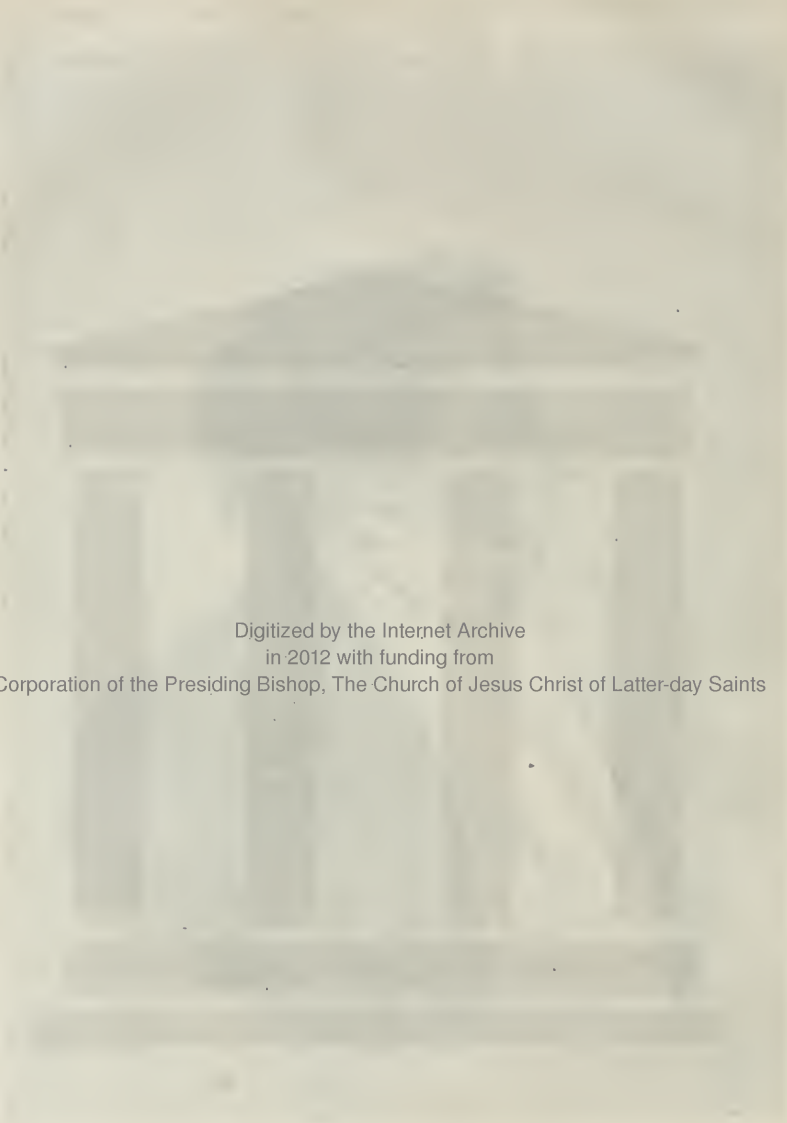 Digitized by the Internet Archive
in 2012 with funding from
Corporation of the Presiding Bishop, The Church of Jesus Christ of Latter-day Saints